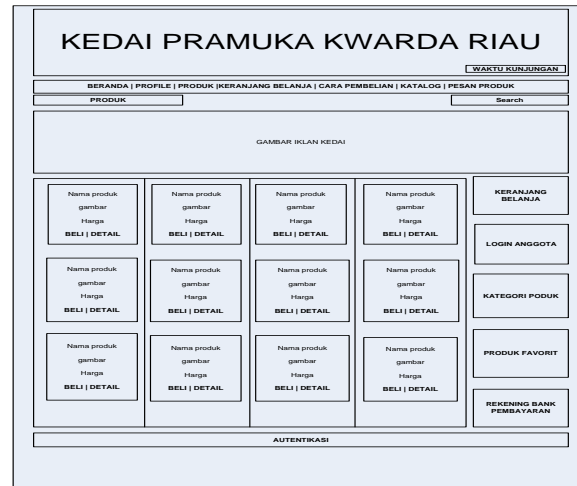 KEDAI PRAMUKA KWARDA RIAU
WAKTU KUNJUNGAN
BERANDA | PROFILE | PRODUK |KERANJANG BELANJA | CARA PEMBELIAN | KATALOG | PESAN PRODUK
PRODUK
Search
GAMBAR IKLAN KEDAI
Nama produk
gambar
Harga
BELI | DETAIL
Nama produk
gambar
Harga
BELI | DETAIL
Nama produk
gambar
Harga
BELI | DETAIL
Nama produk
gambar
Harga
BELI | DETAIL
Nama produk
gambar
Harga
BELI | DETAIL
Nama produk
gambar
Harga
BELI | DETAIL
Nama produk
gambar
Harga
BELI | DETAIL
Nama produk
gambar
Harga
BELI | DETAIL
Nama produk
gambar
Harga
BELI | DETAIL
Nama produk
gambar
Harga
BELI | DETAIL
Nama produk
gambar
Harga
BELI | DETAIL
Nama produk
gambar
Harga
BELI | DETAIL
KERANJANG
BELANJA
LOGIN ANGGOTA
KATEGORI PODUK
PRODUK FAVORIT
REKENING BANK
PEMBAYARAN
AUTENTIKASI